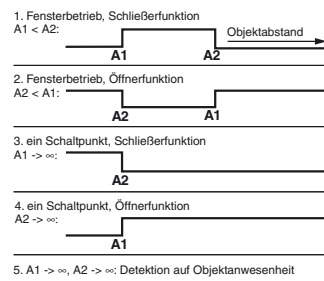 1. Fensterbetrieb, Schließerfunktion
A1 < A2:
Objektabstand
A1 A2
2. Fensterbetrieb, Öffnerfunktion
A2 < A1:
A2 A1
3. ein Schaltpunkt, Schließerfunktion
A1 -> ∞:
A2
4. ein Schaltpunkt, Öffnerfunktion
A2 -> ∞:
A1
5. A1 -> ∞, A2 -> ∞: Detektion auf Objektanwesenheit